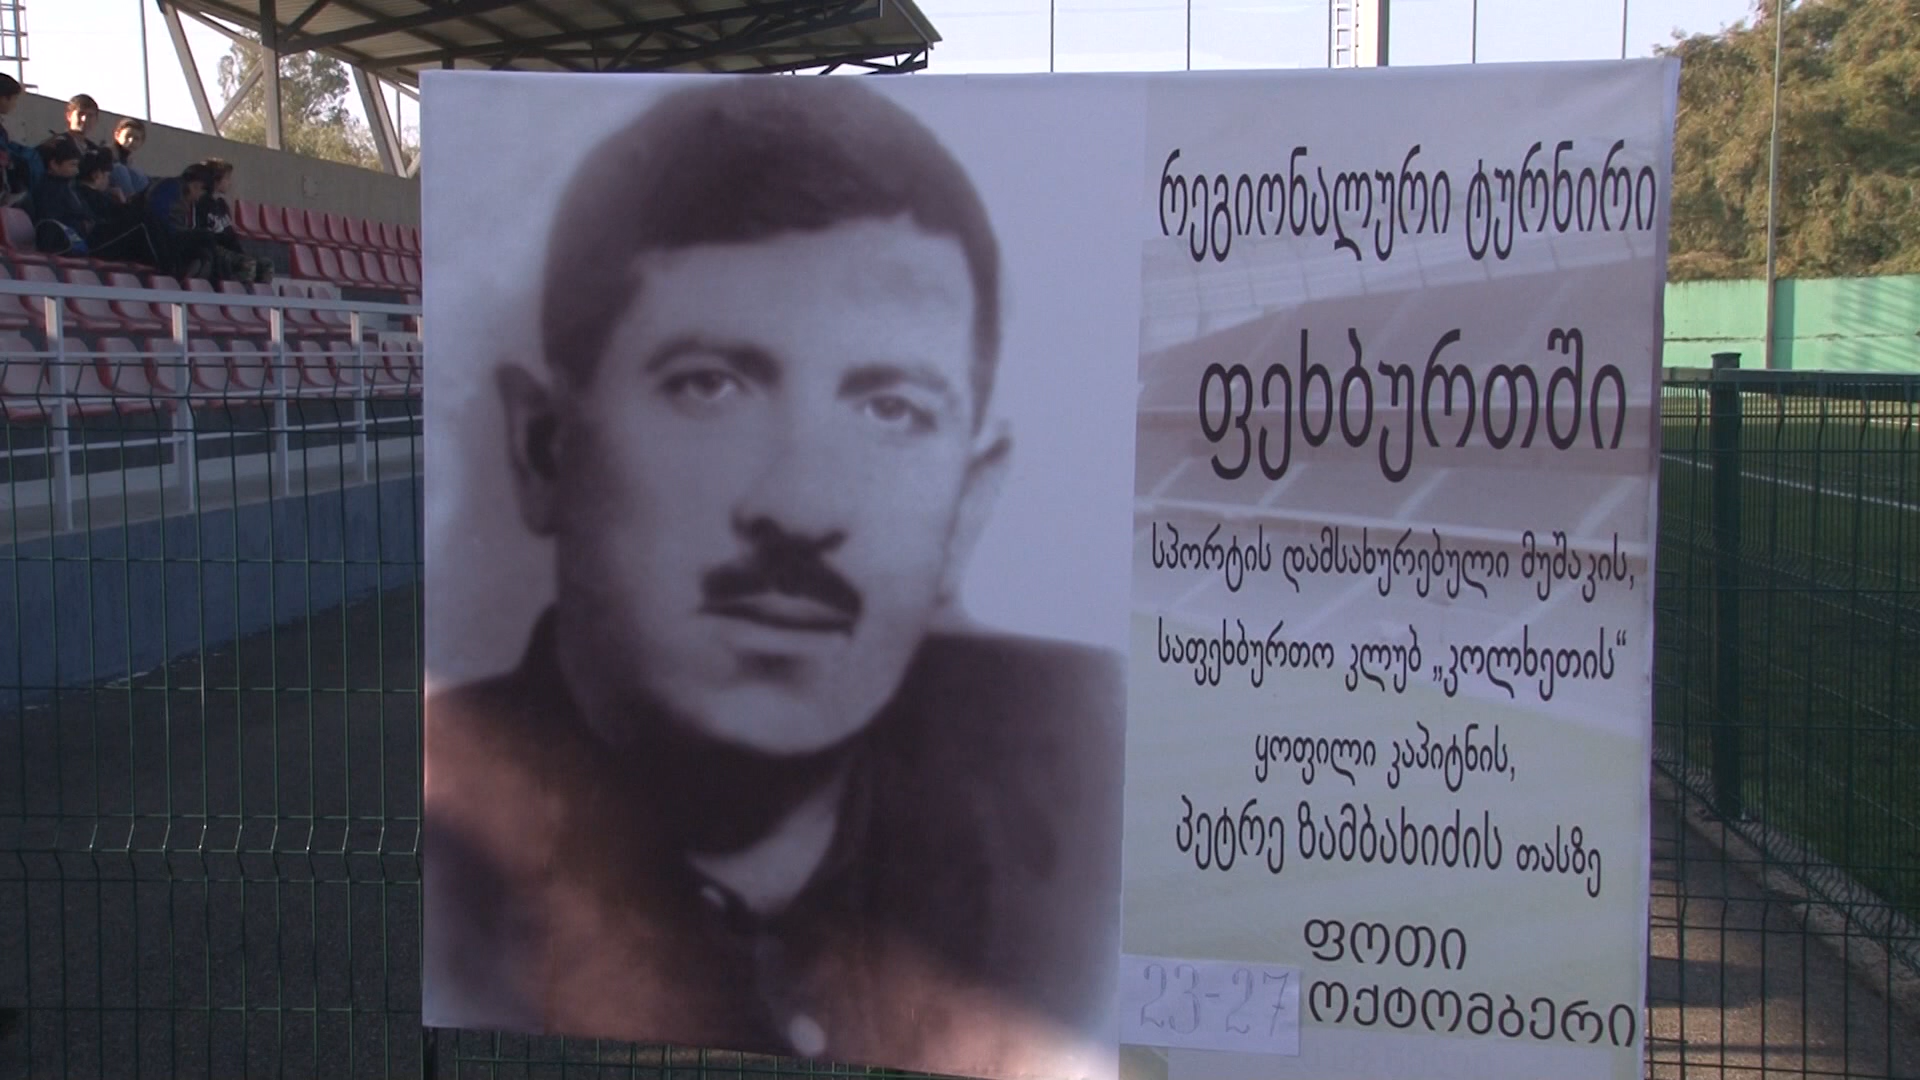 რეგიონალური ტურნირი
ფეხბურთში
სპორტის დამსახურებული მუშაკის,
საფეხბურთო კლუბ „კოლხეთის“
ყოფილი კაპიტნის,
პეტრე ზამბახიძის თასზე
ფოთი
23-27 ოქტომბერი